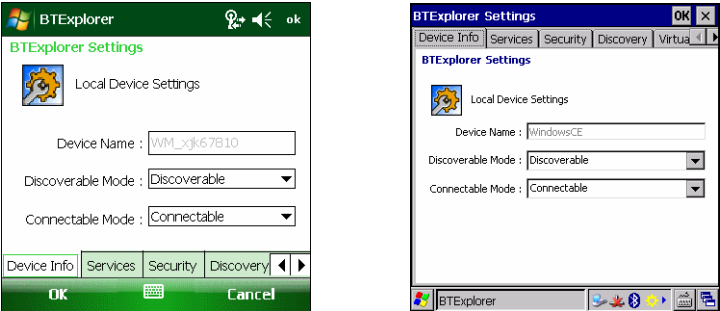 BTExplorer ok
BTExplorer Settings
Local Device Settings
Device Name : WM_xjk67810
Discoverable Mode : Discoverable
Connectable Mode : Connectable
Device Info Services Security Discovery
OK Cancel
BTExplorer Settings OK
Device Info Services Security Discovery Virtua
BTExplorer Settings
Local Device Settings
Device Name : WindowsCE
Discoverable Mode : Discoverable
Connectable Mode : Connectable
BTExplorer